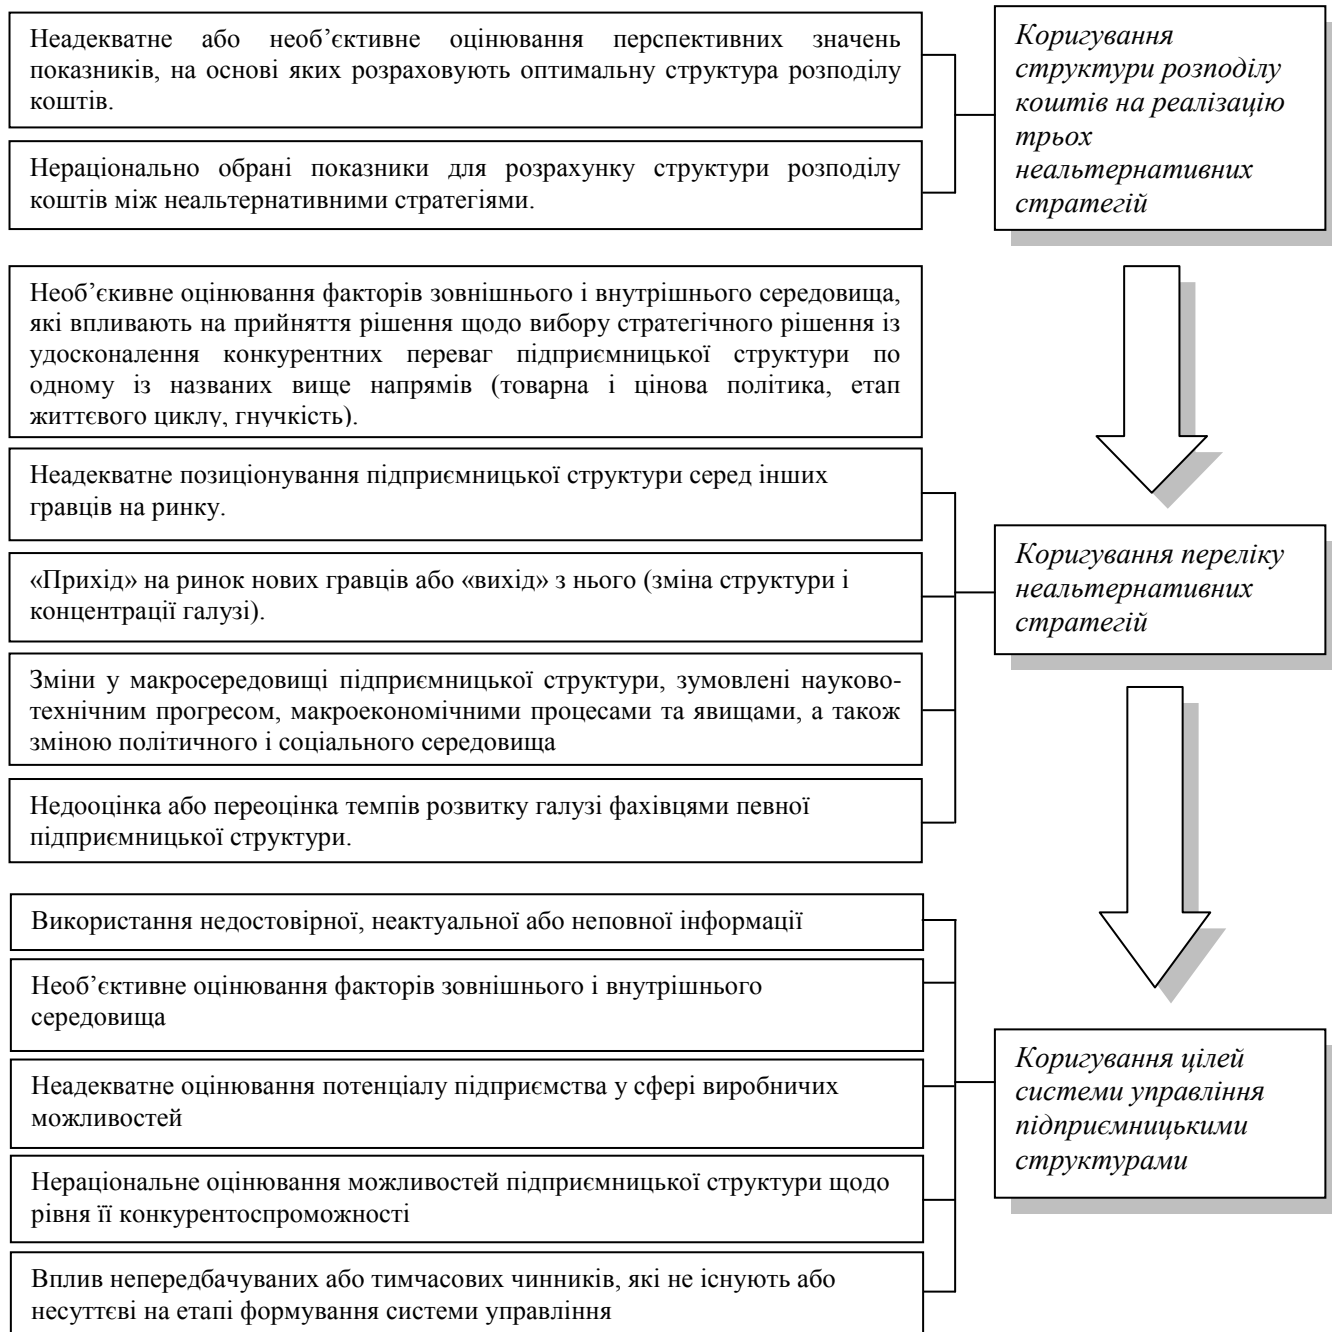 Неадекватне або необ’єктивне оцінювання перспективних значень
показників, на основі яких розраховують оптимальну структура розподілу
коштів.
Нераціонально обрані показники для розрахунку структури розподілу
коштів між неальтернативними стратегіями.
Коригування
структури розподілу
коштів на реалізацію
трьох
неальтернативних
стратегій
Необ’єкивне оцінювання факторів зовнішнього і внутрішнього середовища,
які впливають на прийняття рішення щодо вибору стратегічного рішення із
удосконалення конкурентних переваг підприємницької структури по
одному із названих вище напрямів (товарна і цінова політика, етап
життєвого циклу, гнучкість).
Неадекватне позиціонування підприємницької структури серед інших
гравців на ринку.
«Прихід» на ринок нових гравців або «вихід» з нього (зміна структури і
концентрації галузі).
Зміни у макросередовищі підприємницької структури, зумовлені науково-
технічним прогресом, макроекономічними процесами та явищами, а також
зміною політичного і соціального середовища
Недооцінка або переоцінка темпів розвитку галузі фахівцями певної
підприємницької структури.
Коригування переліку
неальтернативних
стратегій
Використання недостовірної, неактуальної або неповної інформації
Необ’єктивне оцінювання факторів зовнішнього і внутрішнього
середовища
Неадекватне оцінювання потенціалу підприємства у сфері виробничих
можливостей
Нераціональне оцінювання можливостей підприємницької структури щодо
рівня її конкурентоспроможності
Вплив непередбачуваних або тимчасових чинників, які не існують або
несуттєві на етапі формування системи управління
Коригування цілей
системи управління
підприємницькими
структурами